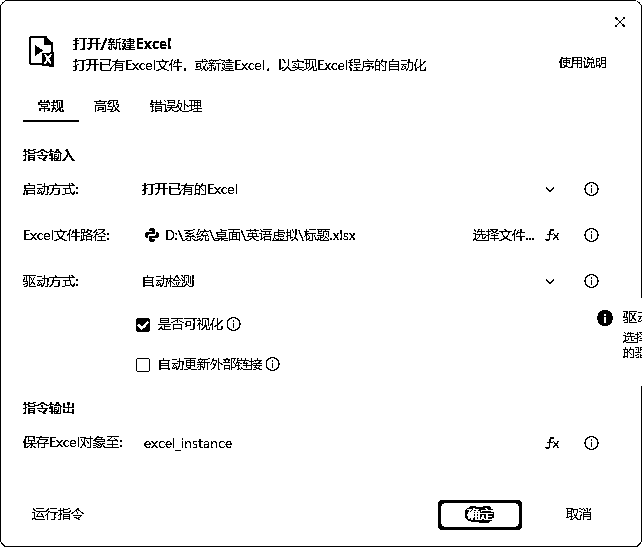 打开/新建Excel
打开已有Excel文件，或新建Excel，以实现Excel程序的自动化
使用说明
常规 高级 错误处理
指令输入
启动方式: 打开已有的Excel
Excel文件路径: D:\系统\桌面\英语虚拟\标题.xlsx 选择文件... fx
驱动方式: 自动检测
是否可视化
驱动
选择
的驱
自动更新外部链接
指令输出
保存Excel对象至: excel_instance fx
运行指令 确定 取消